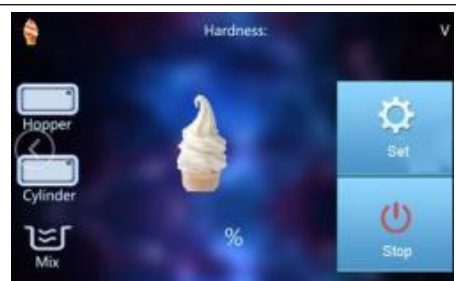 Hardness:
V
Hopper
Set
Cylinder
%
Stop
Mix